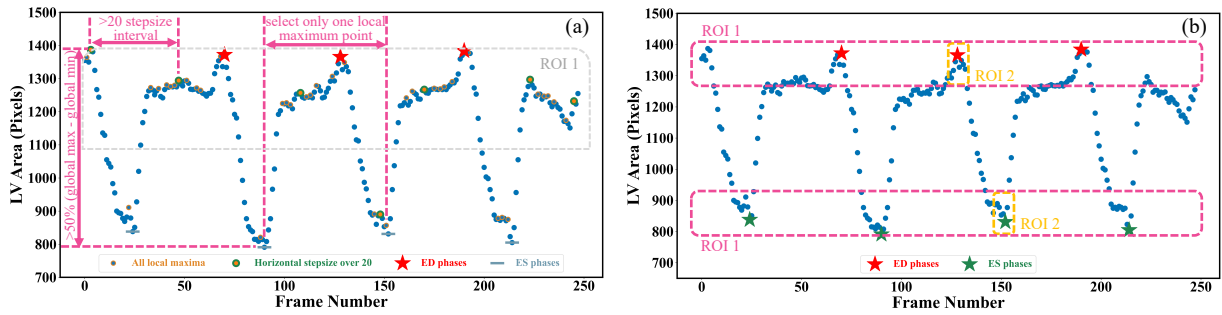 (a)
>20 stepsize
interval
select only one local
maximum point
ROI 1
>50% (global max - global min)
LV Area (Pixels)
1500
1400
1300
1200
1100
1000
900
800
700
All local maxima
Horizontal stepsize over 20
ED phases
ES phases
0 50 100 150 200 250
Frame Number
(b)
ROI 1
ROI 2
ROI 2
ROI 1
LV Area (Pixels)
1500
1400
1300
1200
1100
1000
900
800
700
ED phases
ES phases
0 50 100 150 200 250
Frame Number